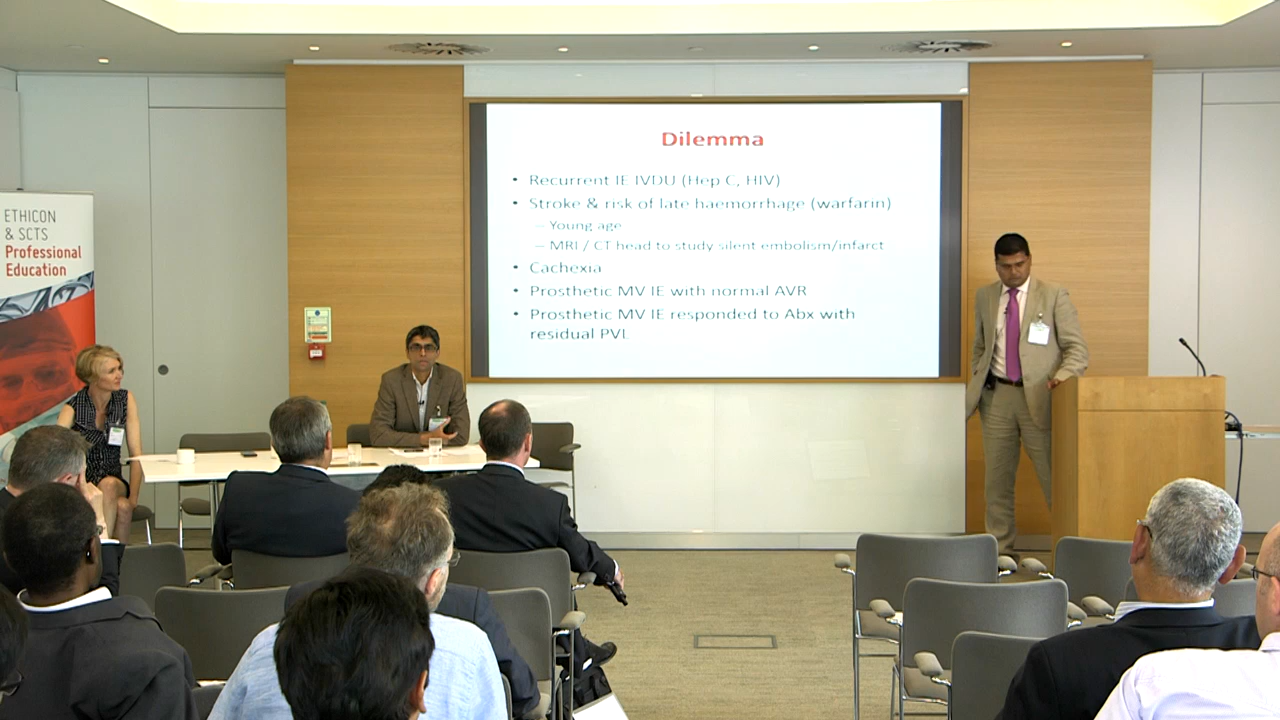 ETHICON
& SCTS
Professional
Education
Dilemma
• Recurrent IE IVDU (Hep C, HIV)
• Stroke & risk of late haemorrhage (warfarin)
– Young age
– MRI / CT head to study silent embolism/infarct
• Cachexia
• Prosthetic MV IE with normal AVR
• Prosthetic MV IE responded to Abx with
residual PVL